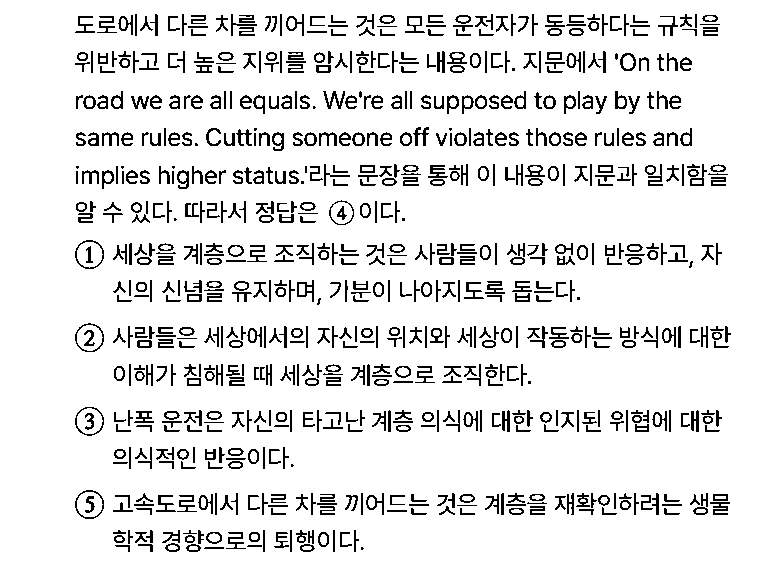 도로에서 다른 차를 끼어드는 것은 모든 운전자가 동등하다는 규칙을
위반하고 더 높은 지위를 암시한다는 내용이다. 지문에서 'On the
road we are all equals. We're all supposed to play by the
same rules. Cutting someone off violates those rules and
implies higher status.'라는 문장을 통해 이 내용이 지문과 일치함을
알 수 있다. 따라서 정답은 ④이다.
① 세상을 계층으로 조직하는 것은 사람들이 생각 없이 반응하고, 자
신의 신념을 유지하며, 기분이 나아지도록 돕는다.
② 사람들은 세상에서의 자신의 위치와 세상이 작동하는 방식에 대한
이해가 침해될 때 세상을 계층으로 조직한다.
③ 난폭 운전은 자신의 타고난 계층 의식에 대한 인지된 위협에 대한
의식적인 반응이다.
⑤ 고속도로에서 다른 차를 끼어드는 것은 계층을 재확인하려는 생물
학적 경향으로의 퇴행이다.